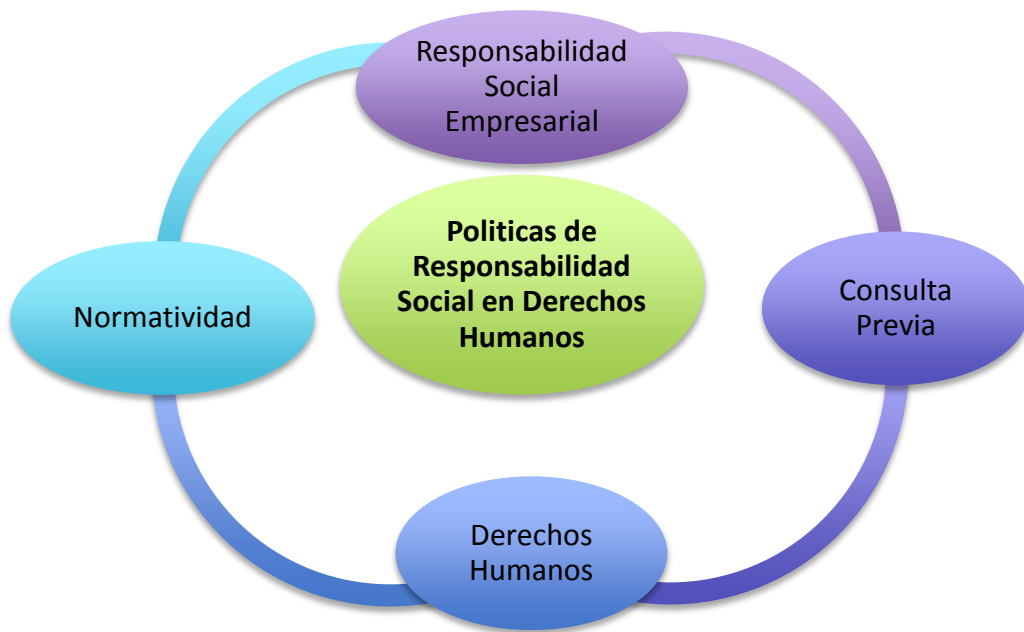 Responsabilidad
Social
Empresarial
Politicas de
Responsabilidad
Social en Derechos
Humanos
Normatividad
Consulta
Previa
Derechos
Humanos